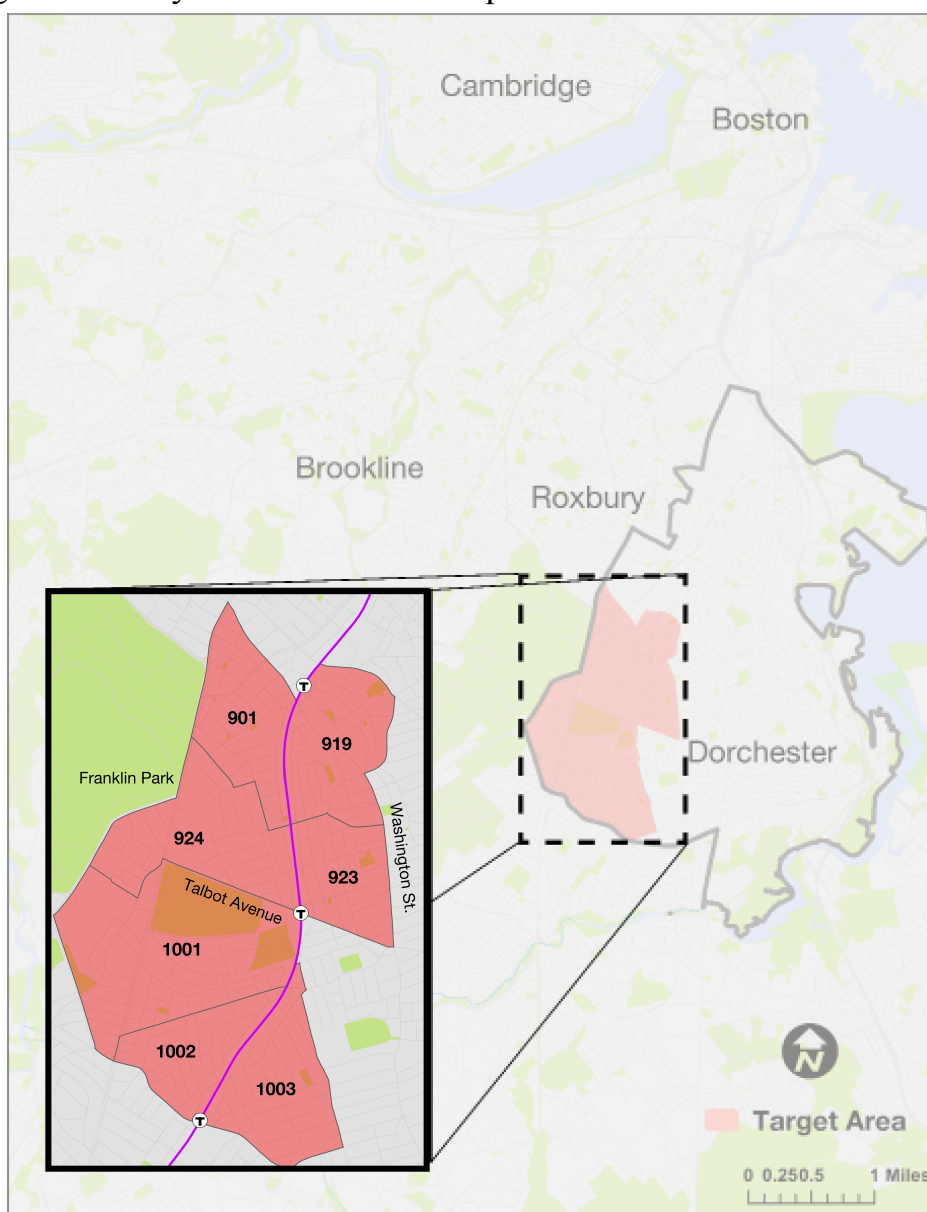 Cambridge
Boston
Brookline
Roxbury
Dorchester
901
919
Franklin Park
924
Washington St.
923
Talbot Avenue
1001
1002
1003
T
T
T
N
Target Area
0 0.250.5 1 Miles